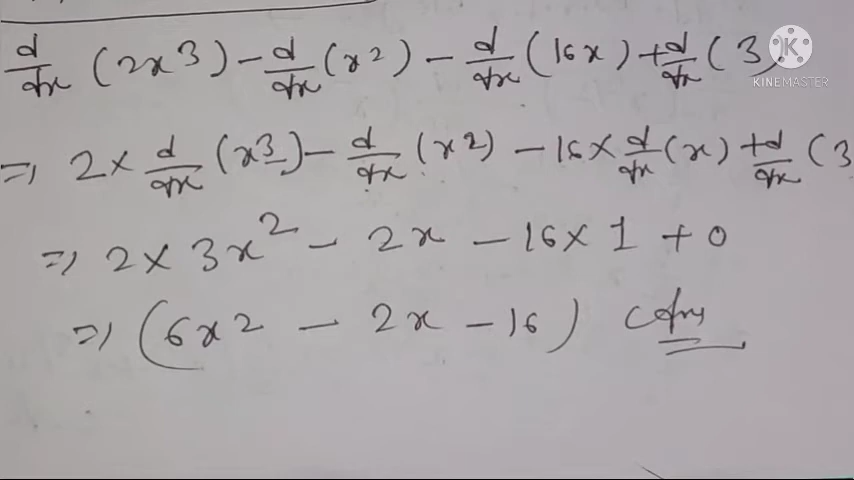 d/dx (2x3) - d/dx (x2) - d/dx (16x) + d/dx (3)
K
KINEMASTER
=> 2 × d/dx (x3) - d/dx (x2) - 16 × d/dx (x) + d/dx (3
=> 2 × 3x² - 2x - 16 × 1 + 0
=> (6x2 - 2x - 16) Ans